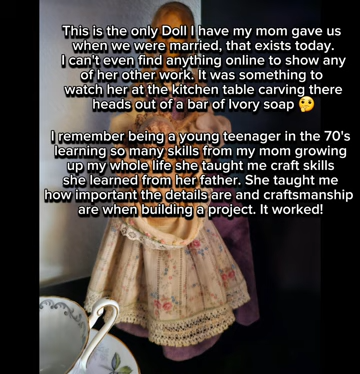 This is the only Doll I have my mom gave us
when we were married, that exists today.
I can't even find anything online to show any
of her other work. It was something to
watch her at the kitchen table carving there
heads out of a bar of Ivory soap 🤔
I remember being a young teenager in the 70's
learning so many skills from my mom growing
up my whole life she taught me craft skills
she learned from her father. She taught me
how important the details are and craftsmanship
are when building a project. It worked!